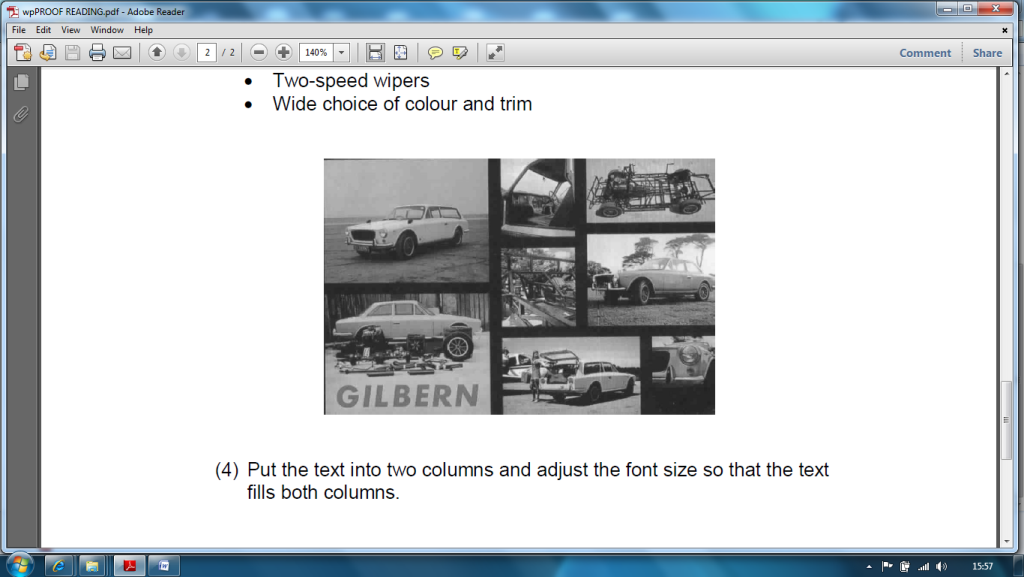 wpPROOF READING.pdf - Adobe Reader
File Edit View Window Help
2 / 2 140% Comment Share
• Two-speed wipers
• Wide choice of colour and trim
GILBERN
(4) Put the text into two columns and adjust the font size so that the text
fills both columns.
15:57